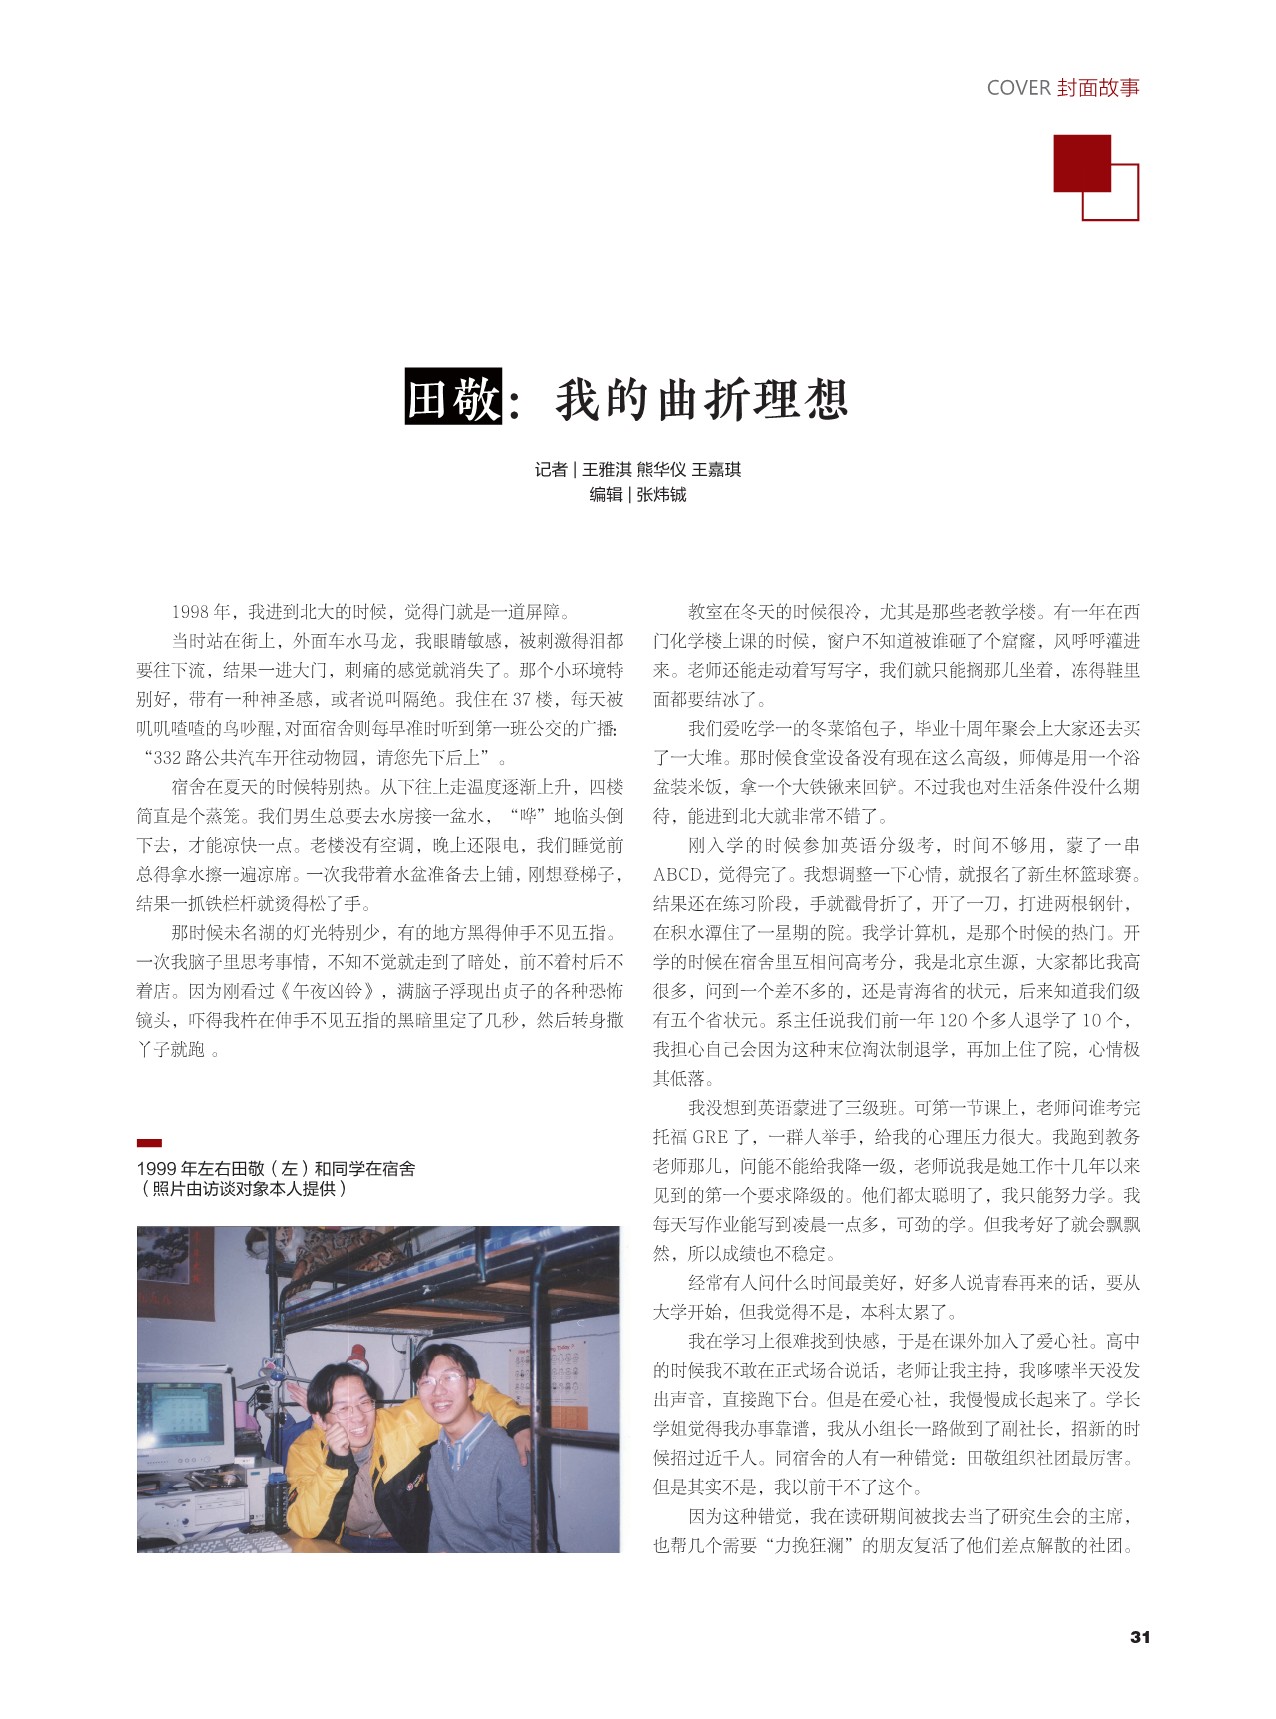 COVER 封面故事
田敬：我的曲折理想
记者 | 王雅淇 熊华仪 王嘉琪
编辑 | 张炜铖
1998 年，我进到北大的时候，觉得门就是一道屏障。
当时站在街上，外面车水马龙，我眼睛敏感，被刺激得泪都
要往下流，结果一进大门，刺痛的感觉就消失了。那个小环境特
别好，带有一种神圣感，或者说叫隔绝。我住在 37 楼，每天被
叽叽喳喳的鸟吵醒，对面宿舍则每早准时听到第一班公交的广播：
“332 路公共汽车开往动物园，请您先下后上”。
宿舍在夏天的时候特别热。从下往上走温度逐渐上升，四楼
简直是个蒸笼。我们男生总要去水房接一盆水，“哗”地临头倒
下去，才能凉快一点。老楼没有空调，晚上还限电，我们睡觉前
总得拿水擦一遍凉席。一次我带着水盆准备去上铺，刚想登梯子，
结果一抓铁栏杆就烫得松了手。
那时候未名湖的灯光特别少，有的地方黑得伸手不见五指。
一次我脑子里思考事情，不知不觉就走到了暗处，前不着村后不
着店。因为刚看过《午夜凶铃》，满脑子浮现出贞子的各种恐怖
镜头，吓得我杵在伸手不见五指的黑暗里定了几秒，然后转身撒
丫子就跑 。
1999 年左右田敬（左）和同学在宿舍
（照片由访谈对象本人提供）
教室在冬天的时候很冷，尤其是那些老教学楼。有一年在西
门化学楼上课的时候，窗户不知道被谁砸了个窟窿，风呼呼灌进
来。老师还能走动着写写字，我们就只能搁那儿坐着，冻得鞋里
面都要结冰了。
我们爱吃学一的冬菜馅包子，毕业十周年聚会上大家还去买
了一大堆。那时候食堂设备没有现在这么高级，师傅是用一个浴
盆装米饭，拿一个大铁锹来回铲。不过我也对生活条件没什么期
待，能进到北大就非常不错了。
刚入学的时候参加英语分级考，时间不够用，蒙了一串
ABCD，觉得完了。我想调整一下心情，就报名了新生杯篮球赛。
结果还在练习阶段，手就戳骨折了，开了一刀，打进两根钢针，
在积水潭住了一星期的院。我学计算机，是那个时候的热门。开
学的时候在宿舍里互相问高考分，我是北京生源，大家都比我高
很多，问到一个差不多的，还是青海省的状元，后来知道我们级
有五个省状元。系主任说我们前一年 120 个多人退学了 10 个，
我担心自己会因为这种末位淘汰制退学，再加上住了院，心情极
其低落。
我没想到英语蒙进了三级班。可第一节课上，老师问谁考完
托福 GRE 了，一群人举手，给我的心理压力很大。我跑到教务
老师那儿，问能不能给我降一级，老师说我是她工作十几年以来
见到的第一个要求降级的。他们都太聪明了，我只能努力学。我
每天写作业能写到凌晨一点多，可劲的学。但我考好了就会飘飘
然，所以成绩也不稳定。
经常有人问什么时间最美好，好多人说青春再来的话，要从
大学开始，但我觉得不是，本科太累了。
我在学习上很难找到快感，于是在课外加入了爱心社。高中
的时候我不敢在正式场合说话，老师让我主持，我哆嗦半天没发
出声音，直接跑下台。但是在爱心社，我慢慢成长起来了。学长
学姐觉得我办事靠谱，我从小组长一路做到了副社长，招新的时
候招过近千人。同宿舍的人有一种错觉：田敬组织社团最厉害。
但是其实不是，我以前干不了这个。
因为这种错觉，我在读研期间被找去当了研究生会的主席，
也帮几个需要“力挽狂澜”的朋友复活了他们差点解散的社团。
31